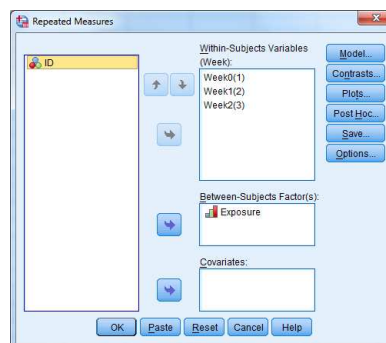 Repeated Measures
ID
Within-Subjects Variables
(Week):
Week0(1)
Week1(2)
Week2(3)
Between-Subjects Factor(s):
Exposure
Covariates:
Model...
Contrasts...
Plots...
Post Hoc...
Save...
Options...
OK
Paste
Reset
Cancel
Help